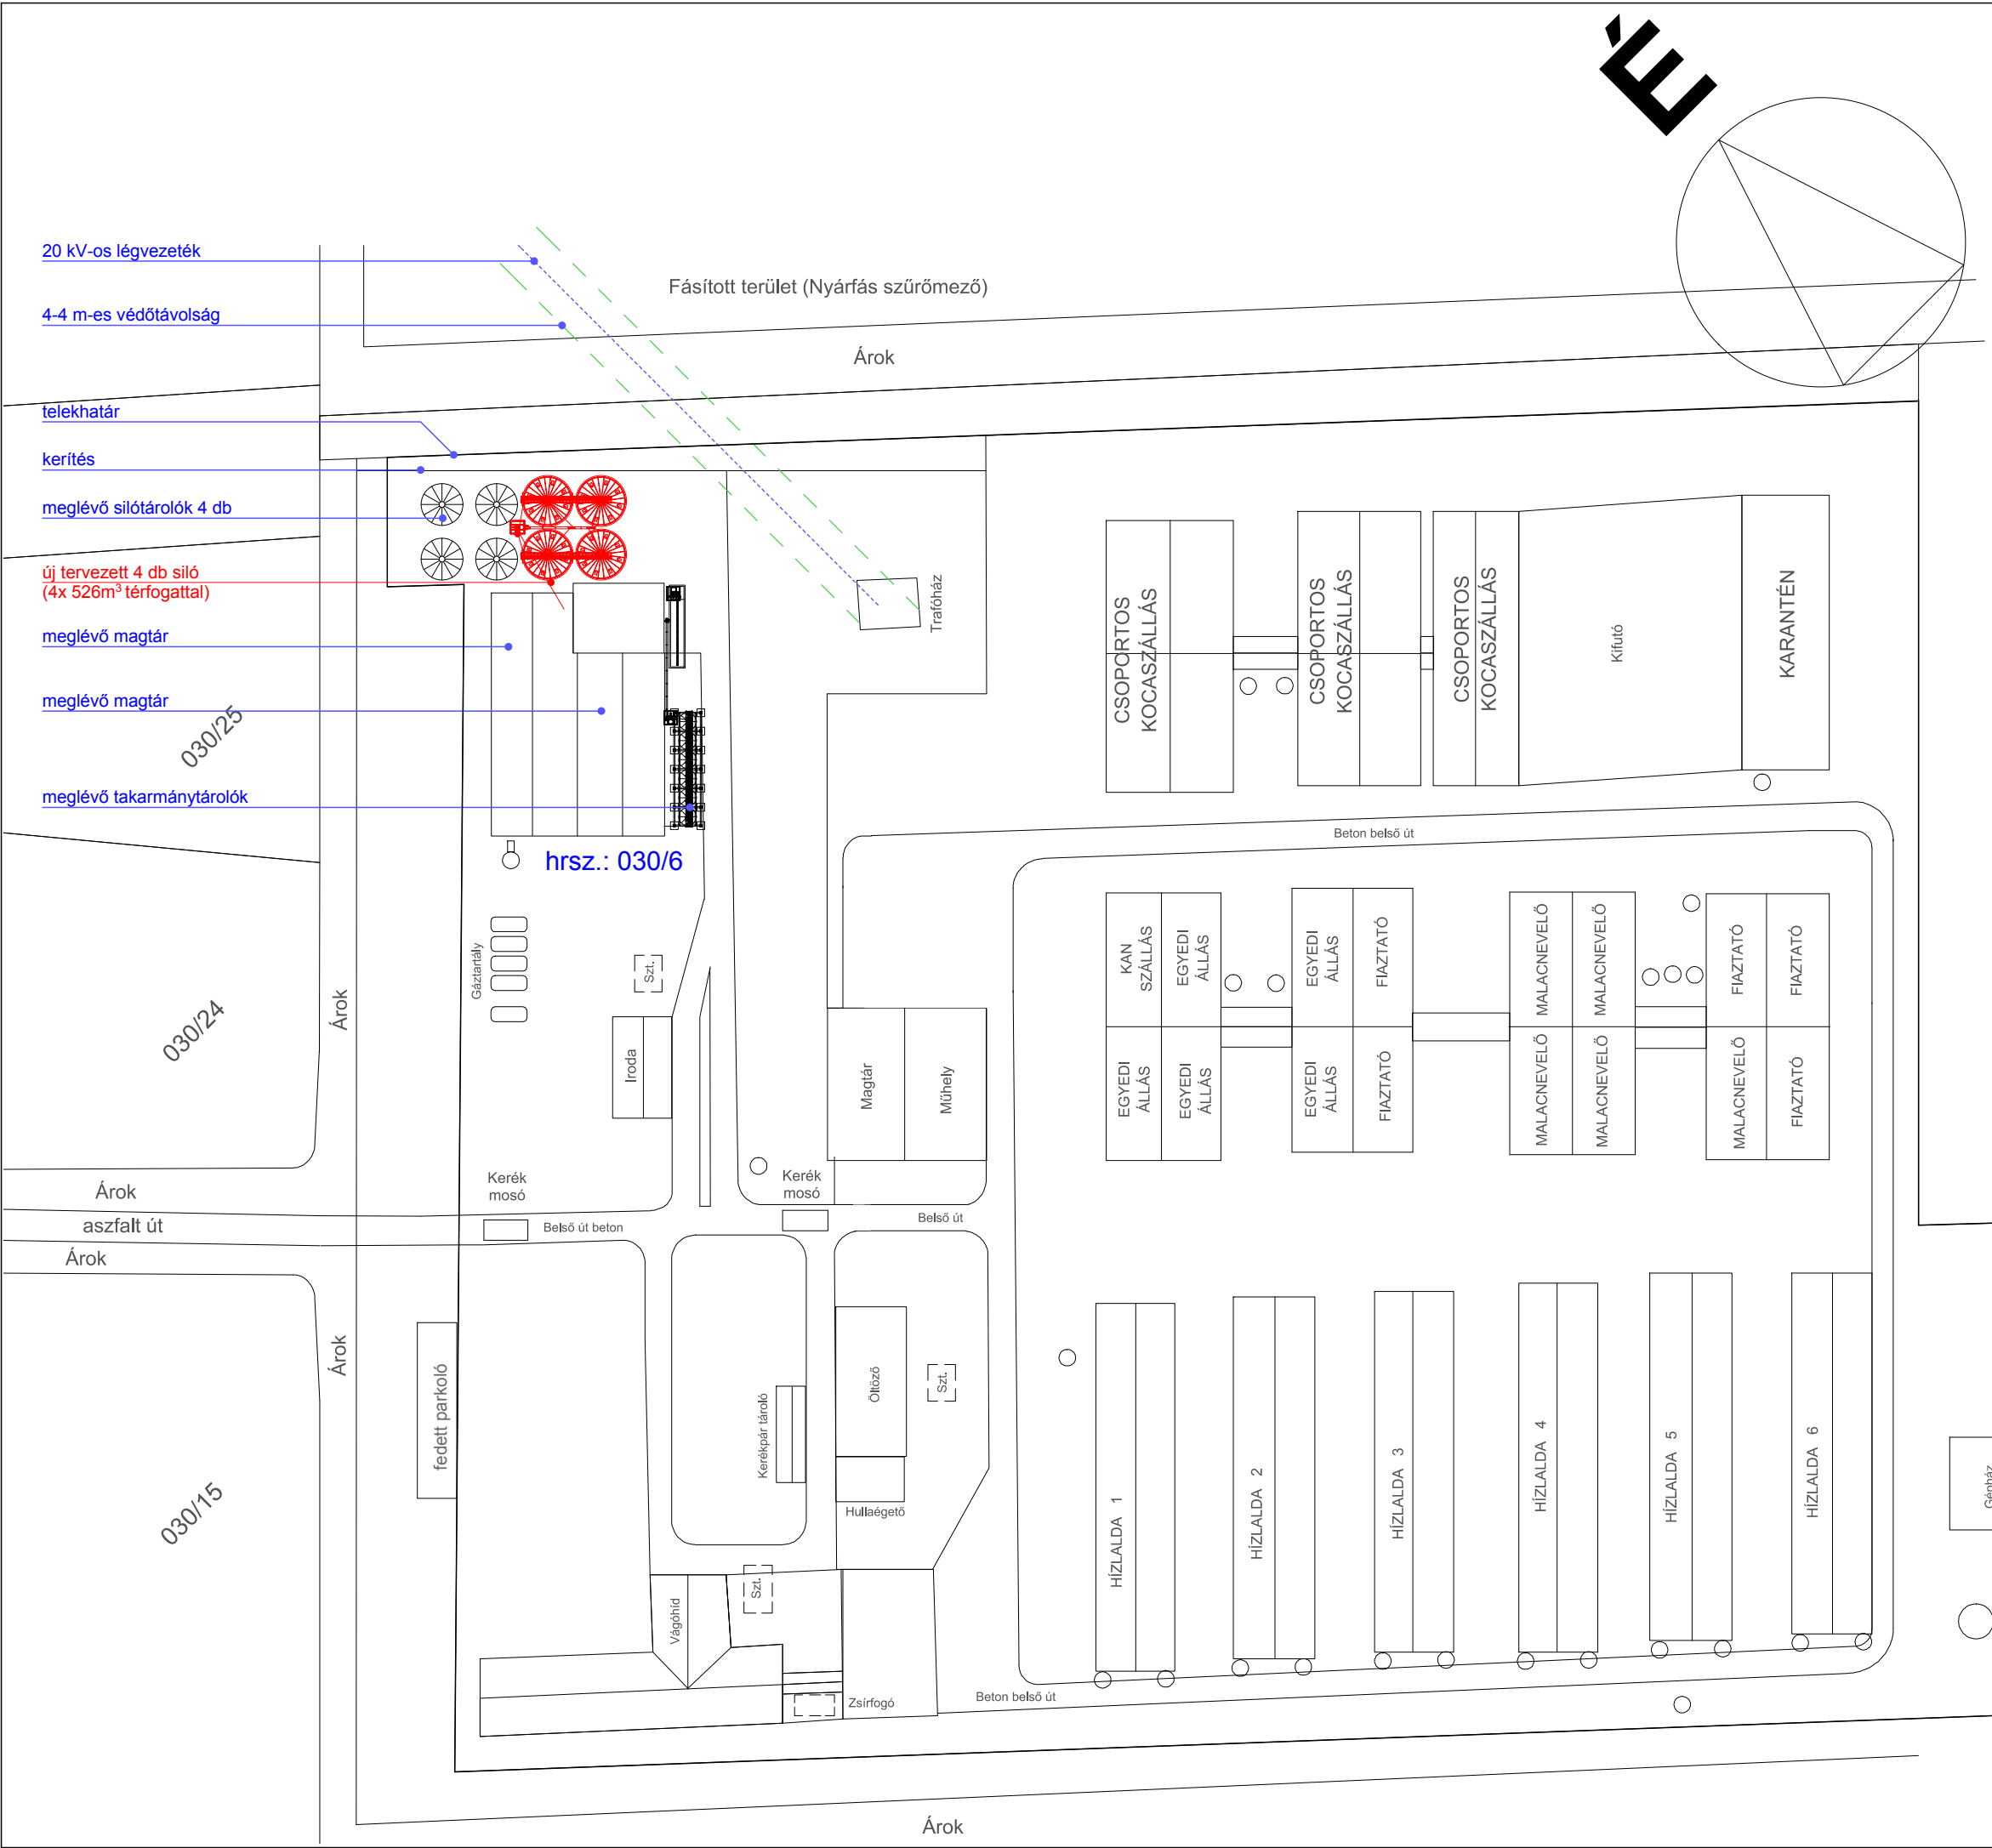 É
20 kV-os légvezeték
4-4 m-es védőtávolság
telekhatár
kerítés
meglévő silótárolók 4 db
új tervezett 4 db siló
(4x 526m³ térfogattal)
meglévő magtár
meglévő magtár
meglévő takarmánytárolók
Fásított terület (Nyárfás szűrőmező)
Árok
Trafóház
CSOPORTOS
KOCASZÁLLÁS
CSOPORTOS
KOCASZÁLLÁS
CSOPORTOS
KOCASZÁLLÁS
Kifutó
KARANTÉN
030/25
hrsz.: 030/6
Beton belső út
Gáztartály
Szt.
Iroda
Árok
030/24
Magtár
Műhely
KAN
SZÁLLÁS
EGYEDI
ÁLLÁS
EGYEDI
ÁLLÁS
FIAZTATÓ
MALACNEVELŐ
MALACNEVELŐ
FIAZTATÓ
FIAZTATÓ
EGYEDI
ÁLLÁS
EGYEDI
ÁLLÁS
EGYEDI
ÁLLÁS
FIAZTATÓ
MALACNEVELŐ
MALACNEVELŐ
MALACNEVELŐ
FIAZTATÓ
Árok
aszfalt út
Árok
Kerék
mosó
Belső út beton
Kerék
mosó
Belső út
Árok
fedett parkoló
030/15
Kerékpár tároló
Öltöző
Szt.
Hullaégető
HÍZLALDA 1
HÍZLALDA 2
HÍZLALDA 3
HÍZLALDA 4
HÍZLALDA 5
HÍZLALDA 6
Gépház
Szt.
Vágóhíd
Zsírfogó
Beton belső út
Árok